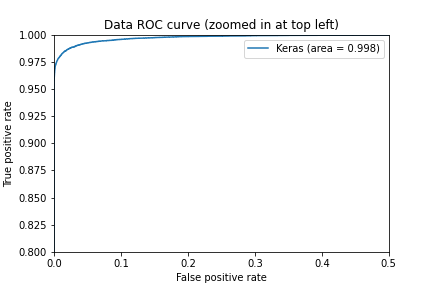 Data ROC curve (zoomed in at top left)
1.000
0.975
0.950
0.925
0.900
0.875
0.850
0.825
0.800
True positive rate
Keras (area = 0.998)
0.0 0.1 0.2 0.3 0.4 0.5
False positive rate